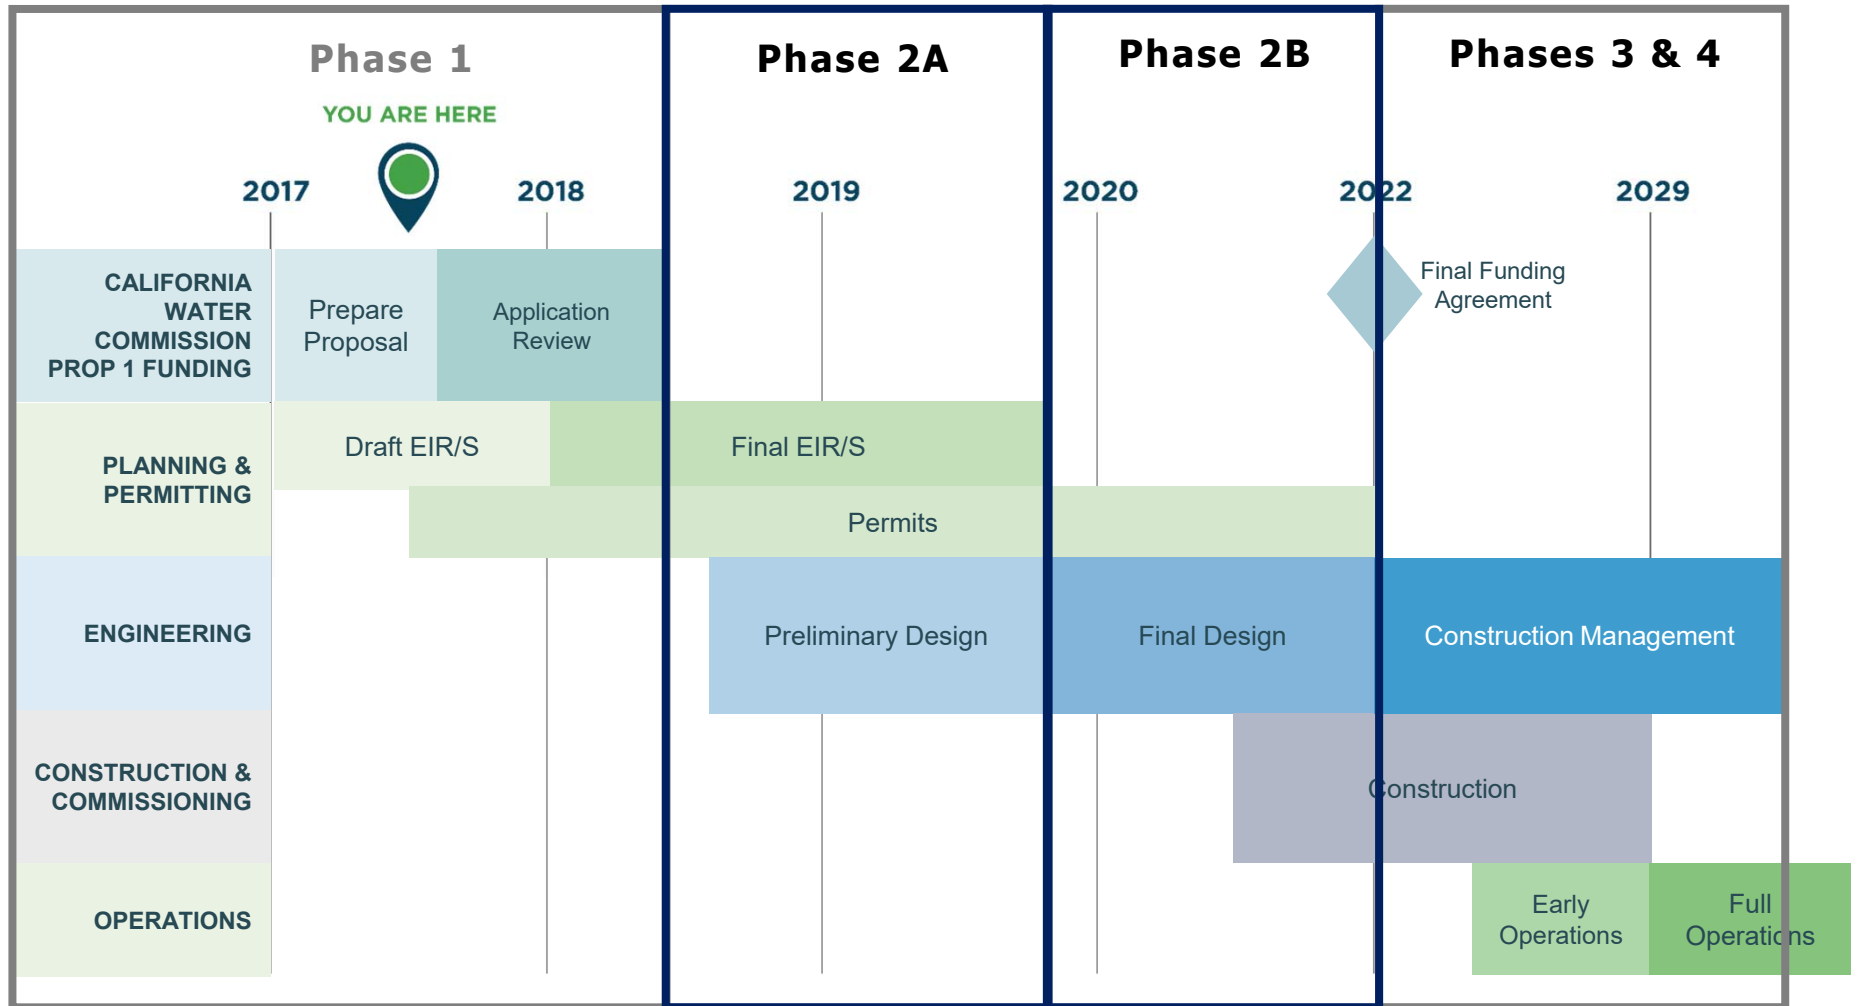 Phase 1
Phase 2A
Phase 2B
Phases 3 & 4
YOU ARE HERE
2017
2018
2019
2020
2022
2029
CALIFORNIA
WATER
COMMISSION
PROP 1 FUNDING
Prepare
Proposal
Application
Review
Final Funding
Agreement
PLANNING &
PERMITTING
Draft EIR/S
Final EIR/S
Permits
ENGINEERING
Preliminary Design
Final Design
Construction Management
CONSTRUCTION &
COMMISSIONING
Construction
OPERATIONS
Early
Operations
Full
Operations